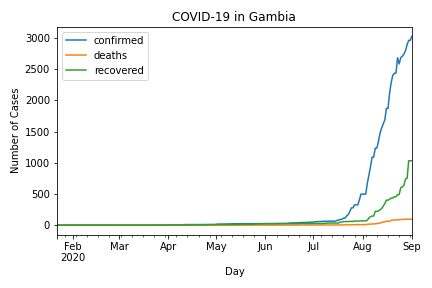 COVID-19 in Gambia
confirmed
deaths
recovered
Number of Cases
3000
2500
2000
1500
1000
500
0
Feb Mar Apr May Jun Jul Aug Sep
2020
Day